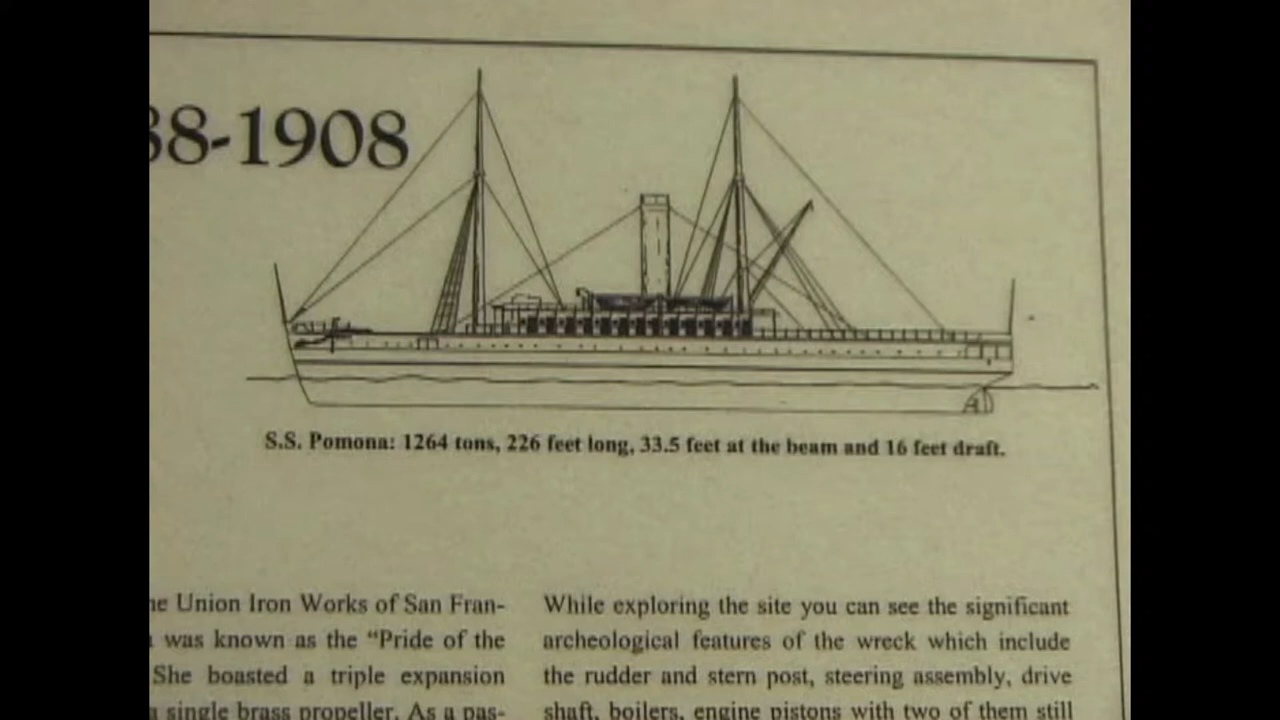 88-1908
S.S. Pomona: 1264 tons, 226 feet long, 33.5 feet at the beam and 16 feet draft.
Union Iron Works of San Fran-
was known as the “Pride of the
She boasted a triple expansion
single brass propeller. As a pas-
While exploring the site you can see the significant
archeological features of the wreck which include
the rudder and stern post, steering assembly, drive
shaft, boilers, engine pistons with two of them still